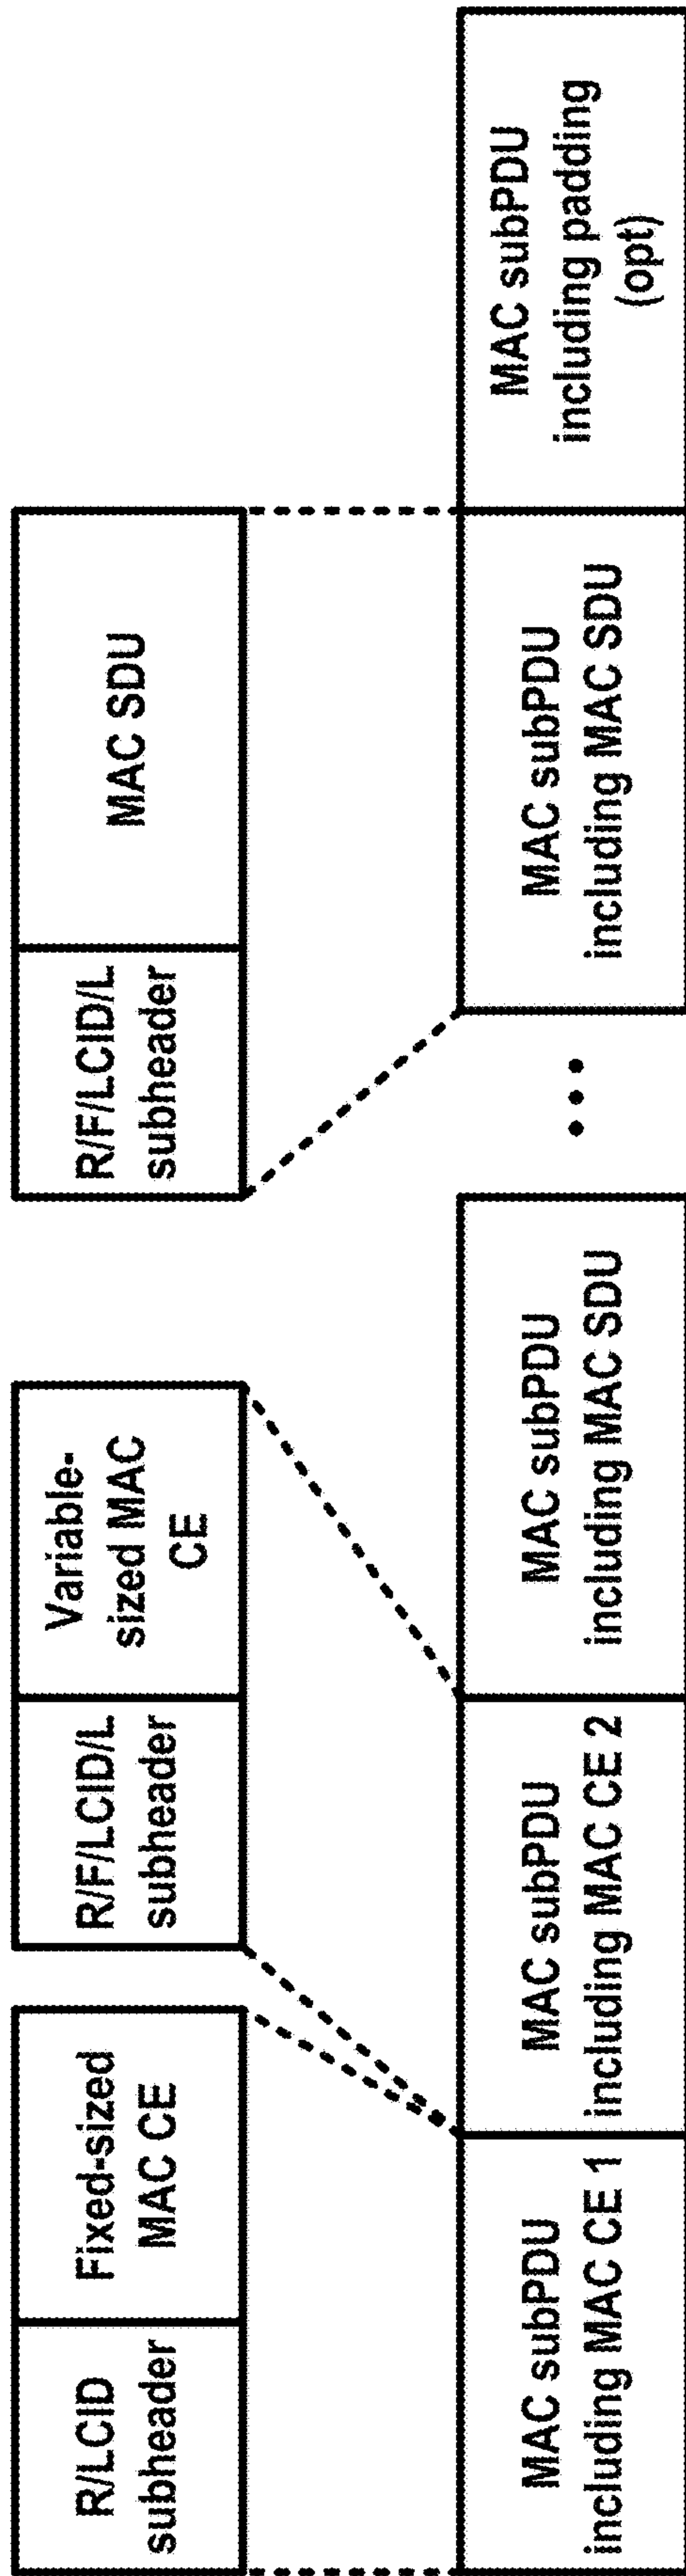 R/LCID
subheader
Fixed-sized
MAC CE
R/F/LCID/L
subheader
Variable-
sized MAC
CE
R/F/LCID/L
subheader
MAC SDU
MAC subPDU
including MAC CE 1
MAC subPDU
including MAC CE 2
MAC subPDU
including MAC SDU
• • •
MAC subPDU
including MAC SDU
MAC subPDU
including padding
(opt)